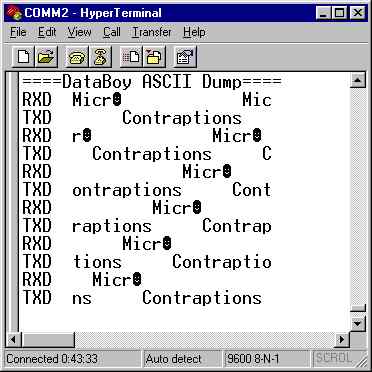 COMM2 - HyperTerminal
File Edit View Call Transfer Help
====DataBoy ASCII Dump====
RXD  Micr☻            Mic
TXD       Contraptions
RXD  r☻            Micr☻
TXD    Contraptions     C
RXD             Micr☻
TXD  ontraptions     Cont
RXD          Micr☻
TXD  raptions     Contrap
RXD       Micr☻
TXD  tions     Contraptio
RXD    Micr☻
TXD  ns     Contraptions
Connected 0:43:33 Auto detect 9600 8-N-1 SCROLL